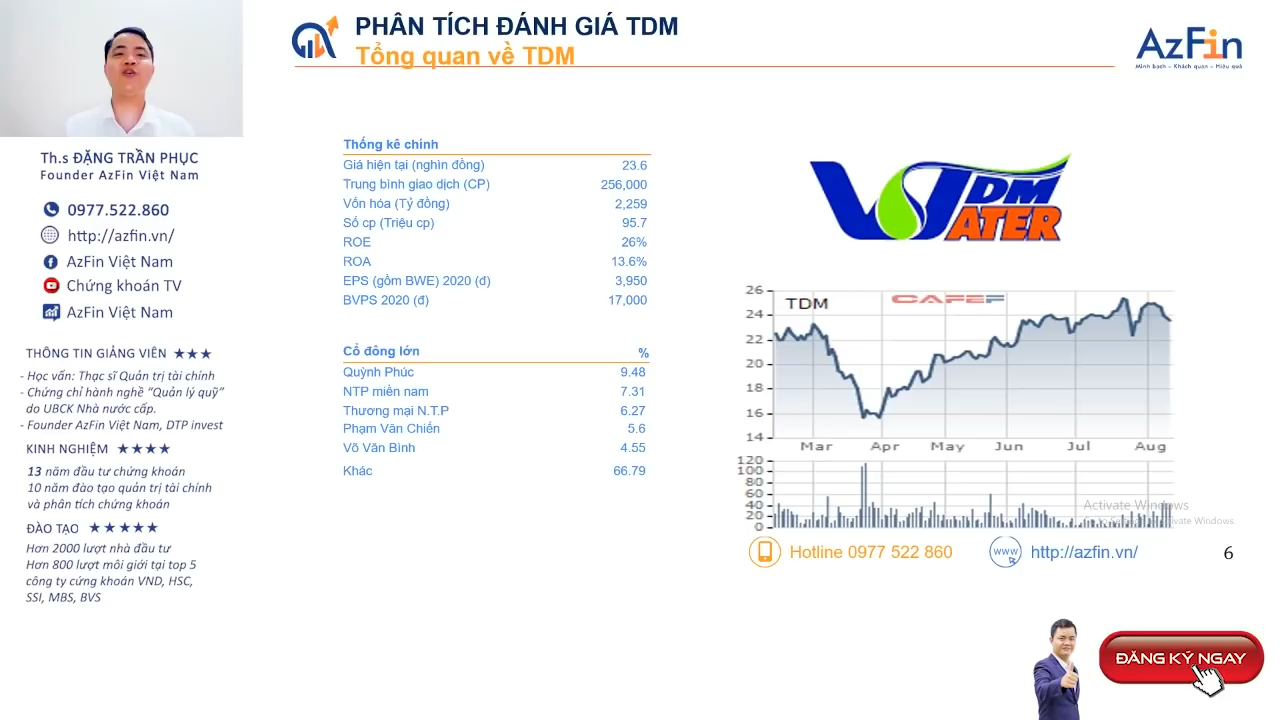 PHÂN TÍCH ĐÁNH GIÁ TDM
Tổng quan về TDM
AzFin
Minh bạch - Khách quan - Hiệu quả
Th.s ĐẶNG TRẦN PHỤC
Founder AzFin Việt Nam
0977.522.860
http://azfin.vn/
AzFin Việt Nam
Chứng khoán TV
AzFin Việt Nam
THÔNG TIN GIẢNG VIÊN ★★★
- Học vấn: Thạc sĩ Quản trị tài chính
- Chứng chỉ hành nghề “Quản lý quỹ”
do UBCK Nhà nước cấp.
- Founder AzFin Việt Nam, DTP invest
KINH NGHIỆM ★★★★
13 năm đầu tư chứng khoán
10 năm đào tạo quản trị tài chính
và phân tích chứng khoán
ĐÀO TẠO ★★★★★
Hơn 2000 lượt nhà đầu tư
Hơn 800 lượt môi giới tại top 5
công ty cứng khoán VND, HSC,
SSI, MBS, BVS
Thống kê chính
Giá hiện tại (nghìn đồng) 23.6
Trung bình giao dịch (CP) 256,000
Vốn hóa (Tỷ đồng) 2,259
Số cp (Triệu cp) 95.7
ROE 26%
ROA 13.6%
EPS (gồm BWE) 2020 (đ) 3,950
BVPS 2020 (đ) 17,000
Cổ đông lớn %
Quỳnh Phúc 9.48
NTP miền nam 7.31
Thương mại N.T.P 6.27
Phạm Văn Chiến 5.6
Võ Văn Bình 4.55
Khác 66.79
TDM
WATER
TDM
CAFEF
26
24
22
20
18
16
14
Mar Apr May Jun Jul Aug
120
100
80
60
40
20
0
Activate Windows
Hotline 0977 522 860
www
http://azfin.vn/
6
ĐĂNG KÝ NGAY